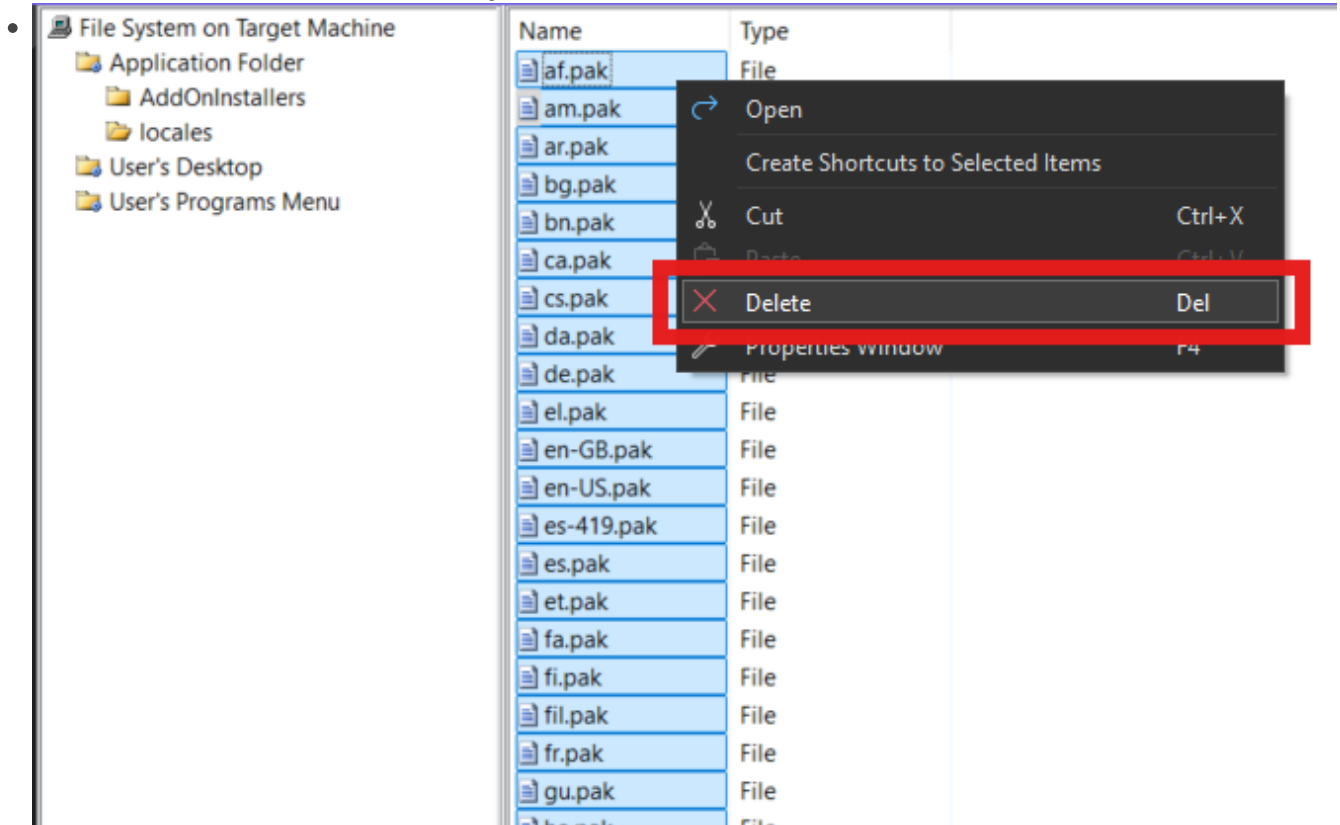 File System on Target Machine
Application Folder
AddOnInstallers
locales
User's Desktop
User's Programs Menu
Name Type
af.pak File
am.pak
ar.pak
bg.pak
bn.pak
ca.pak
cs.pak
da.pak
de.pak File
el.pak File
en-GB.pak File
en-US.pak File
es-419.pak File
es.pak File
et.pak File
fa.pak File
fi.pak File
fil.pak File
fr.pak File
gu.pak File
Open
Create Shortcuts to Selected Items
Cut Ctrl+X
Paste Ctrl+V
Delete Del
Properties Window F4